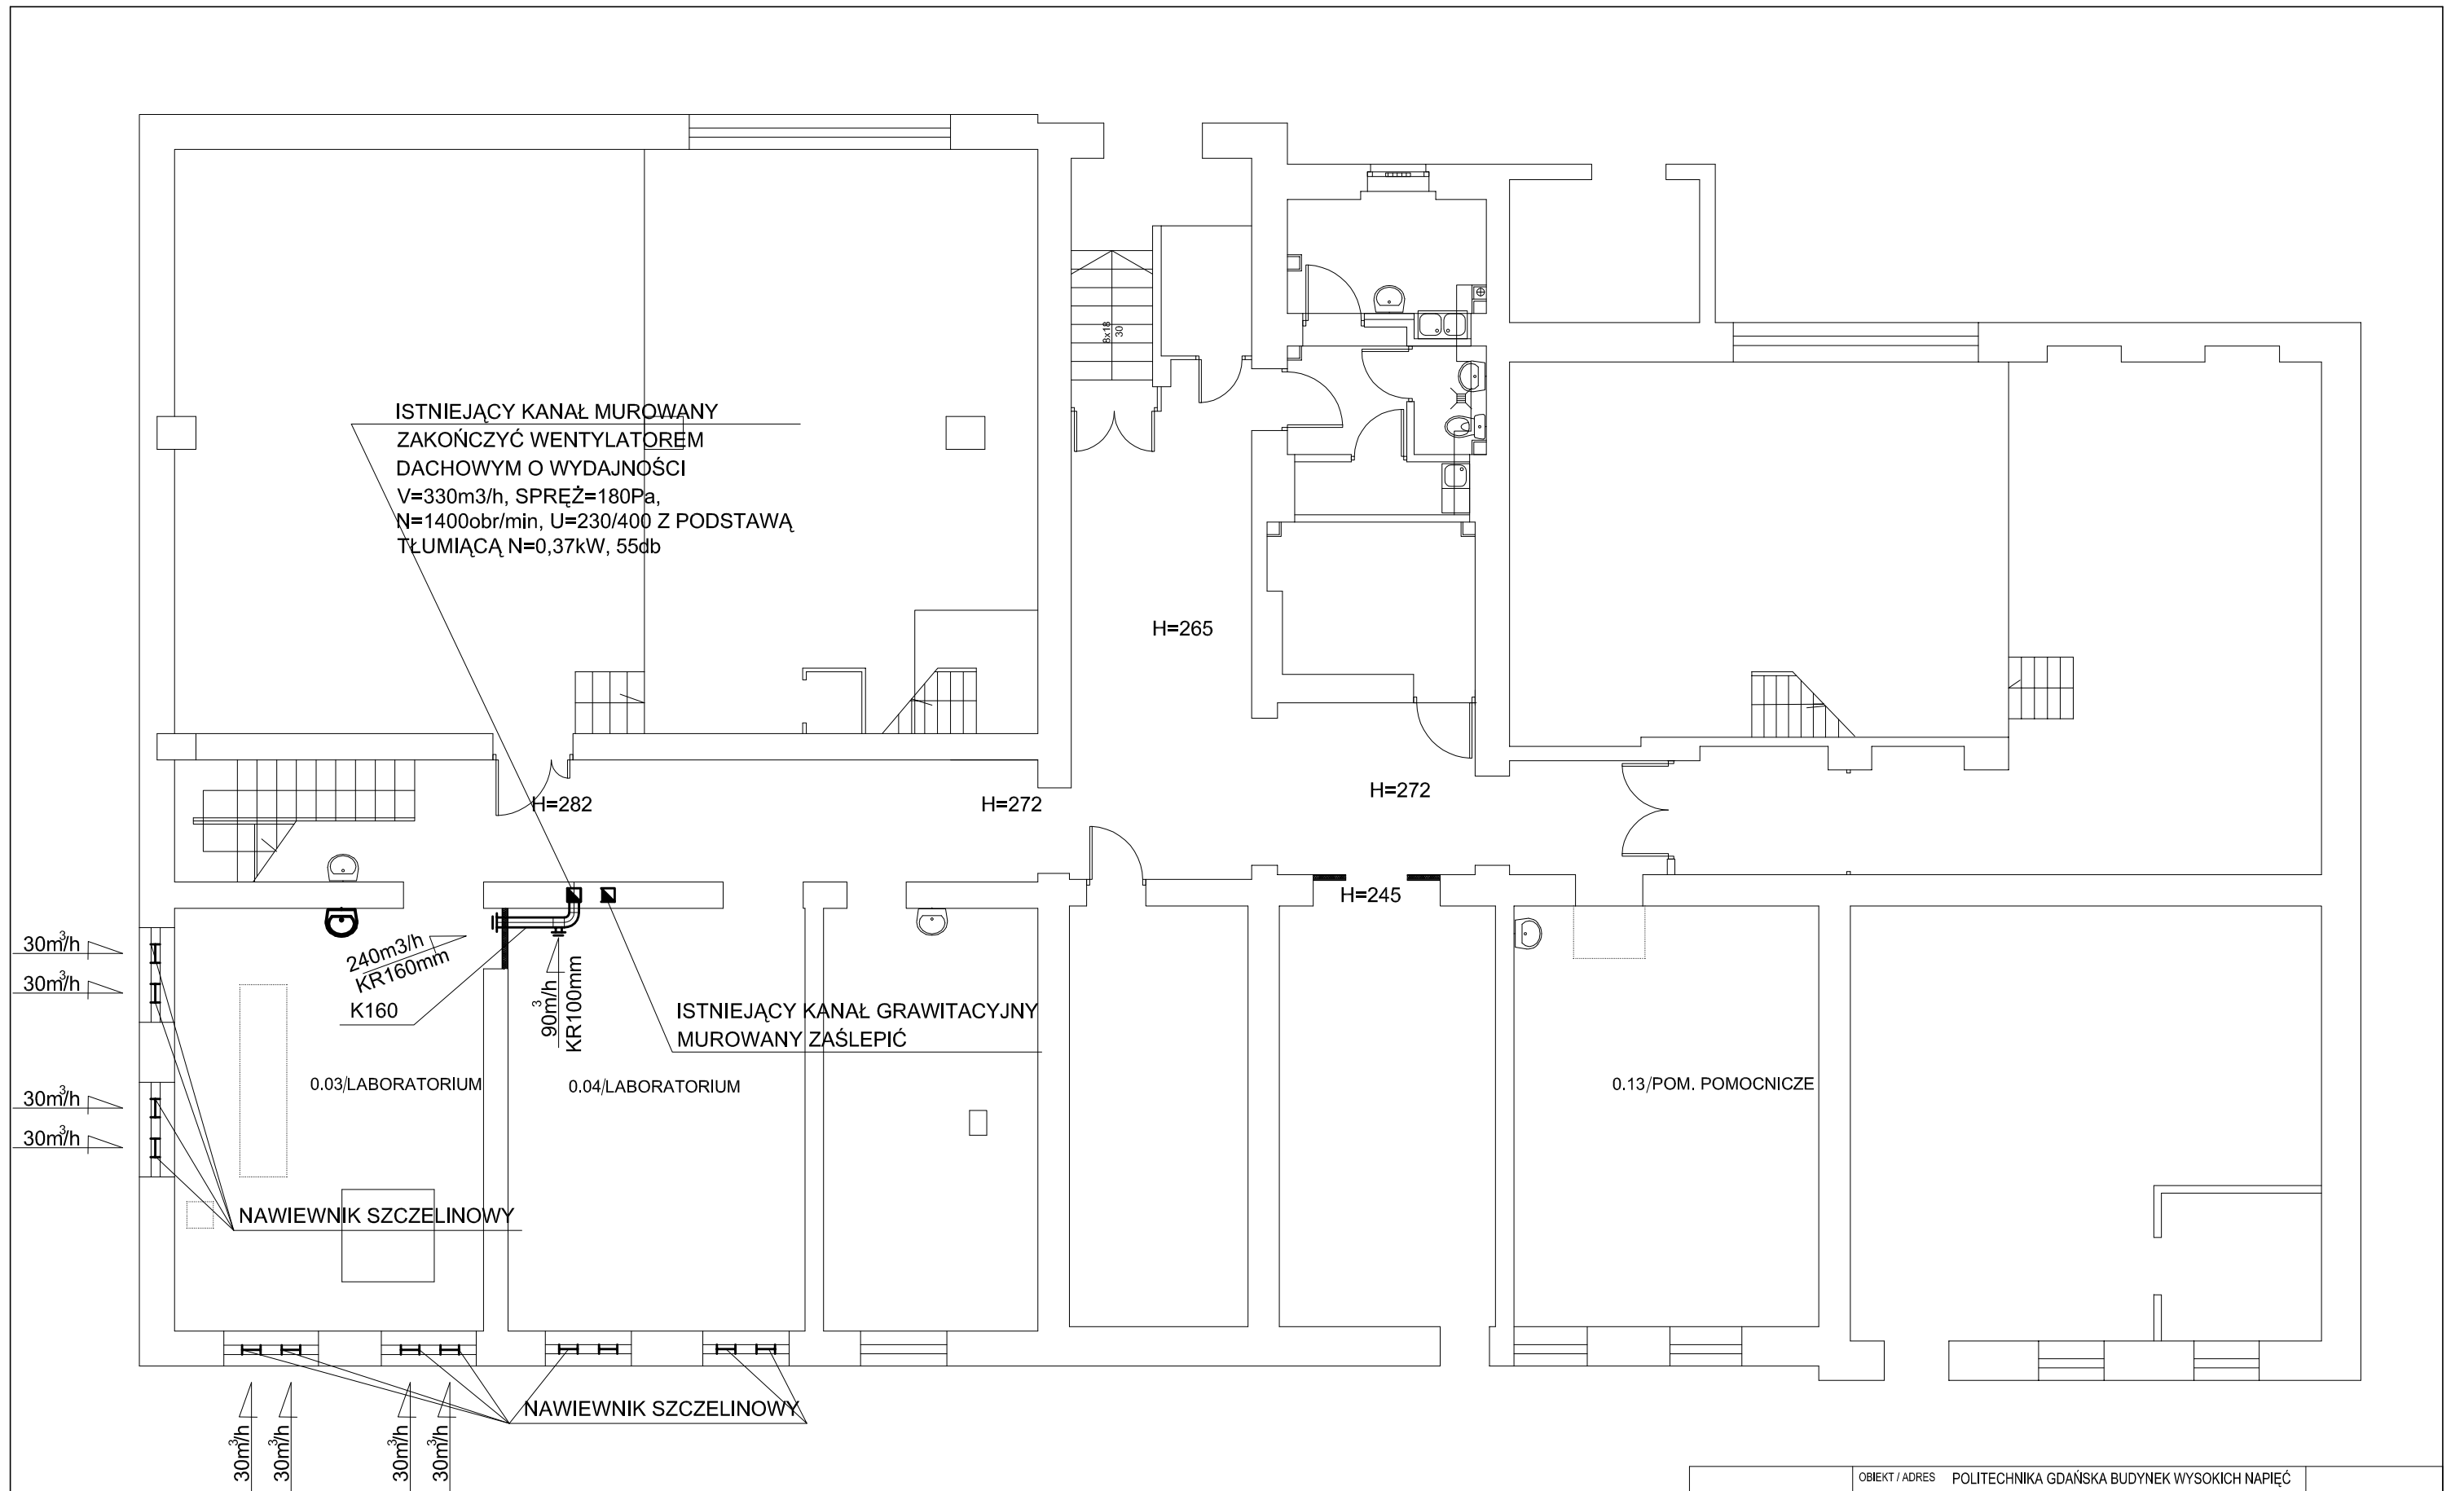 8x18
30
ISTNIEJĄCY KANAŁ MUROWANY
ZAKOŃCZYĆ WENTYLATOREM
DACHOWYM O WYDAJNOŚCI
V=330m3/h, SPRĘŻ=180Pa,
N=1400obr/min, U=230/400 Z PODSTAWĄ
TŁUMIĄCĄ N=0,37kW, 55db
H=265
H=282
H=272
H=272
H=245
30m³/h
30m³/h
30m³/h
30m³/h
240m3/h
KR160mm
K160
90m³/h
KR100mm
ISTNIEJĄCY KANAŁ GRAWITACYJNY
MUROWANY ZAŚLEPIĆ
0.03/LABORATORIUM
0.04/LABORATORIUM
0.13/POM. POMOCNICZE
NAWIEWNIK SZCZELINOWY
NAWIEWNIK SZCZELINOWY
30m³/h
30m³/h
30m³/h
30m³/h
OBIEKT / ADRES POLITECHNIKA GDAŃSKA BUDYNEK WYSOKICH NAPIĘĆ